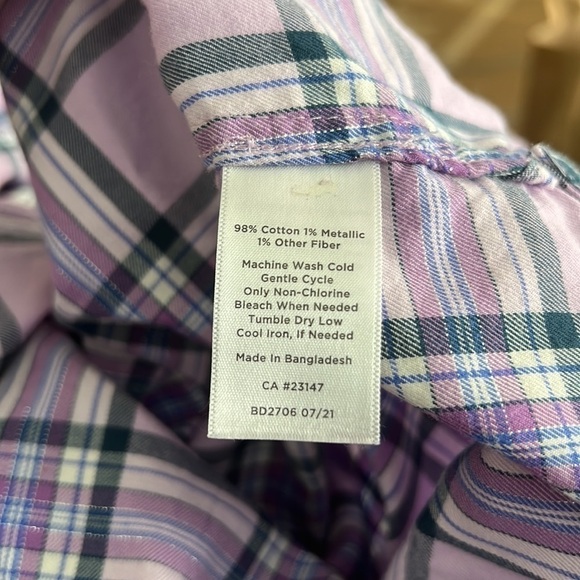 98% Cotton 1% Metallic
1% Other Fiber
Machine Wash Cold
Gentle Cycle
Only Non-Chlorine
Bleach When Needed
Tumble Dry Low
Cool Iron, If Needed
Made In Bangladesh
CA #23147
BD2706 07/21